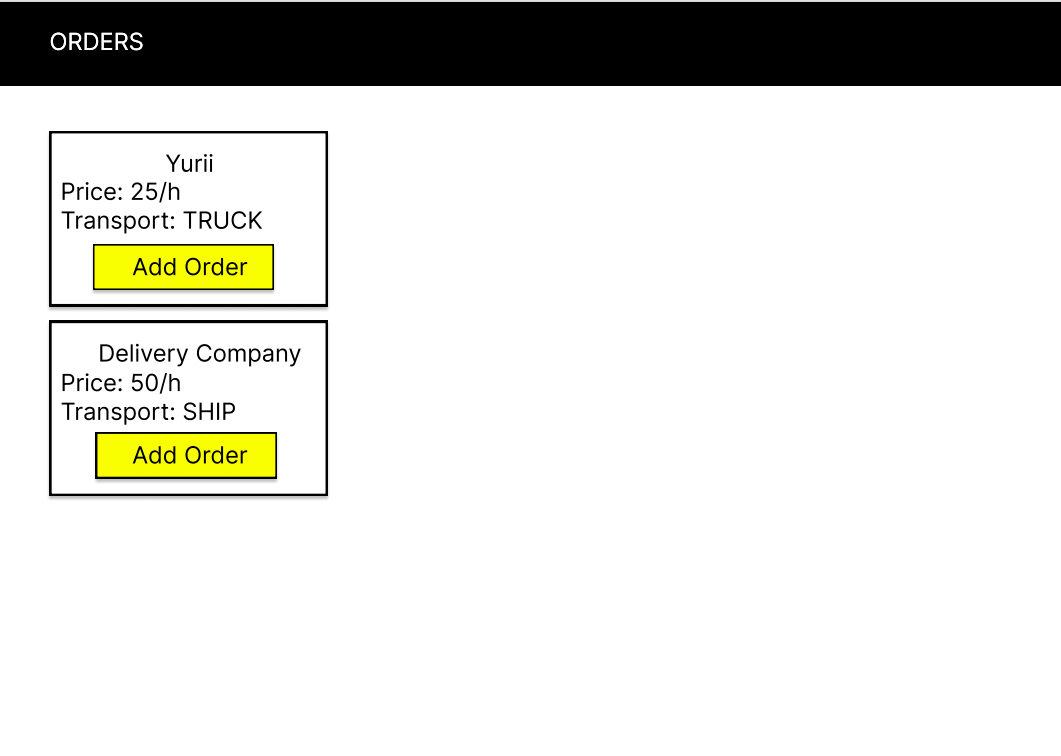 ORDERS
Yurii
Price: 25/h
Transport: TRUCK
Add Order
Delivery Company
Price: 50/h
Transport: SHIP
Add Order